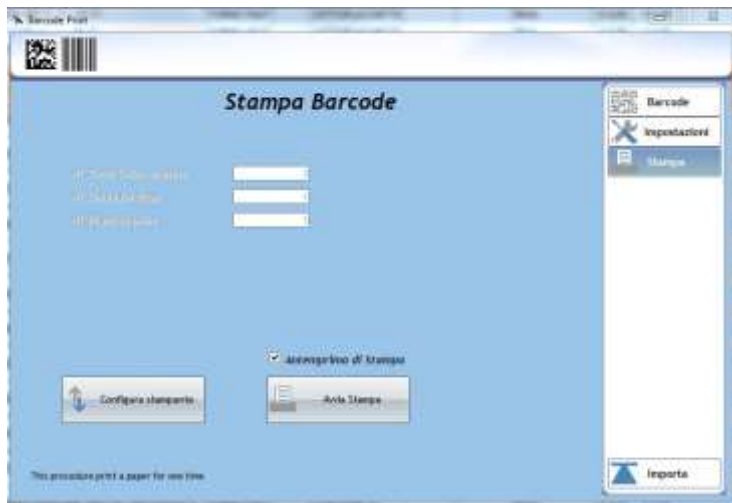 Barcode Print
Stampa Barcode
Barcode
Impostazioni
Stampa
di Stampa
Configura stampante
Avvia Stampa
This procedure print a paper for one time
Importa